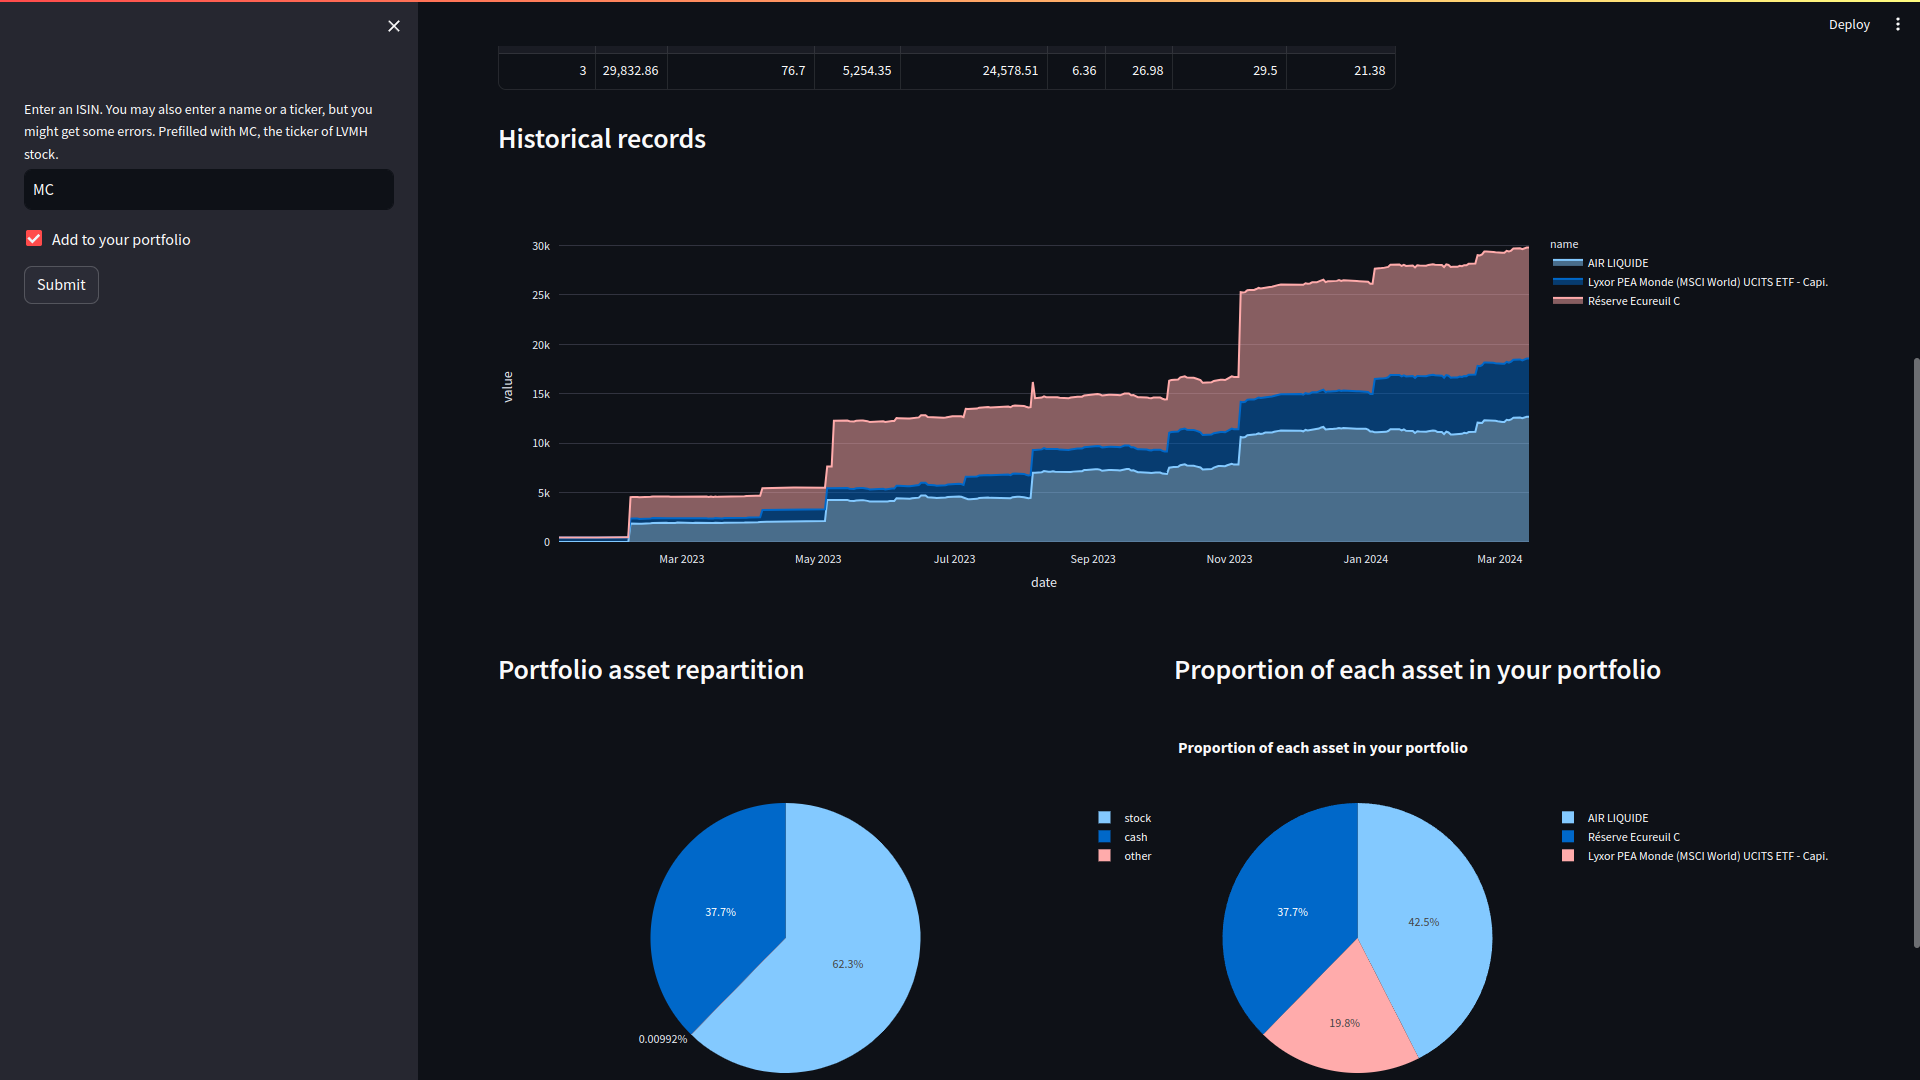 Deploy
Enter an ISIN. You may also enter a name or a ticker, but you
might get some errors. Prefilled with MC, the ticker of LVMH
stock.
MC
Add to your portfolio
Submit
3 29,832.86 76.7 5,254.35 24,578.51 6.36 26.98 29.5 21.38
Historical records
30k
25k
20k
15k
10k
5k
0
value
Mar 2023 May 2023 Jul 2023 Sep 2023 Nov 2023 Jan 2024 Mar 2024
date
name
AIR LIQUIDE
Lyxor PEA Monde (MSCI World) UCITS ETF - Capi.
Réserve Ecureuil C
Portfolio asset repartition
37.7%
62.3%
0.00992%
stock
cash
other
Proportion of each asset in your portfolio
Proportion of each asset in your portfolio
37.7%
42.5%
19.8%
AIR LIQUIDE
Réserve Ecureuil C
Lyxor PEA Monde (MSCI World) UCITS ETF - Capi.